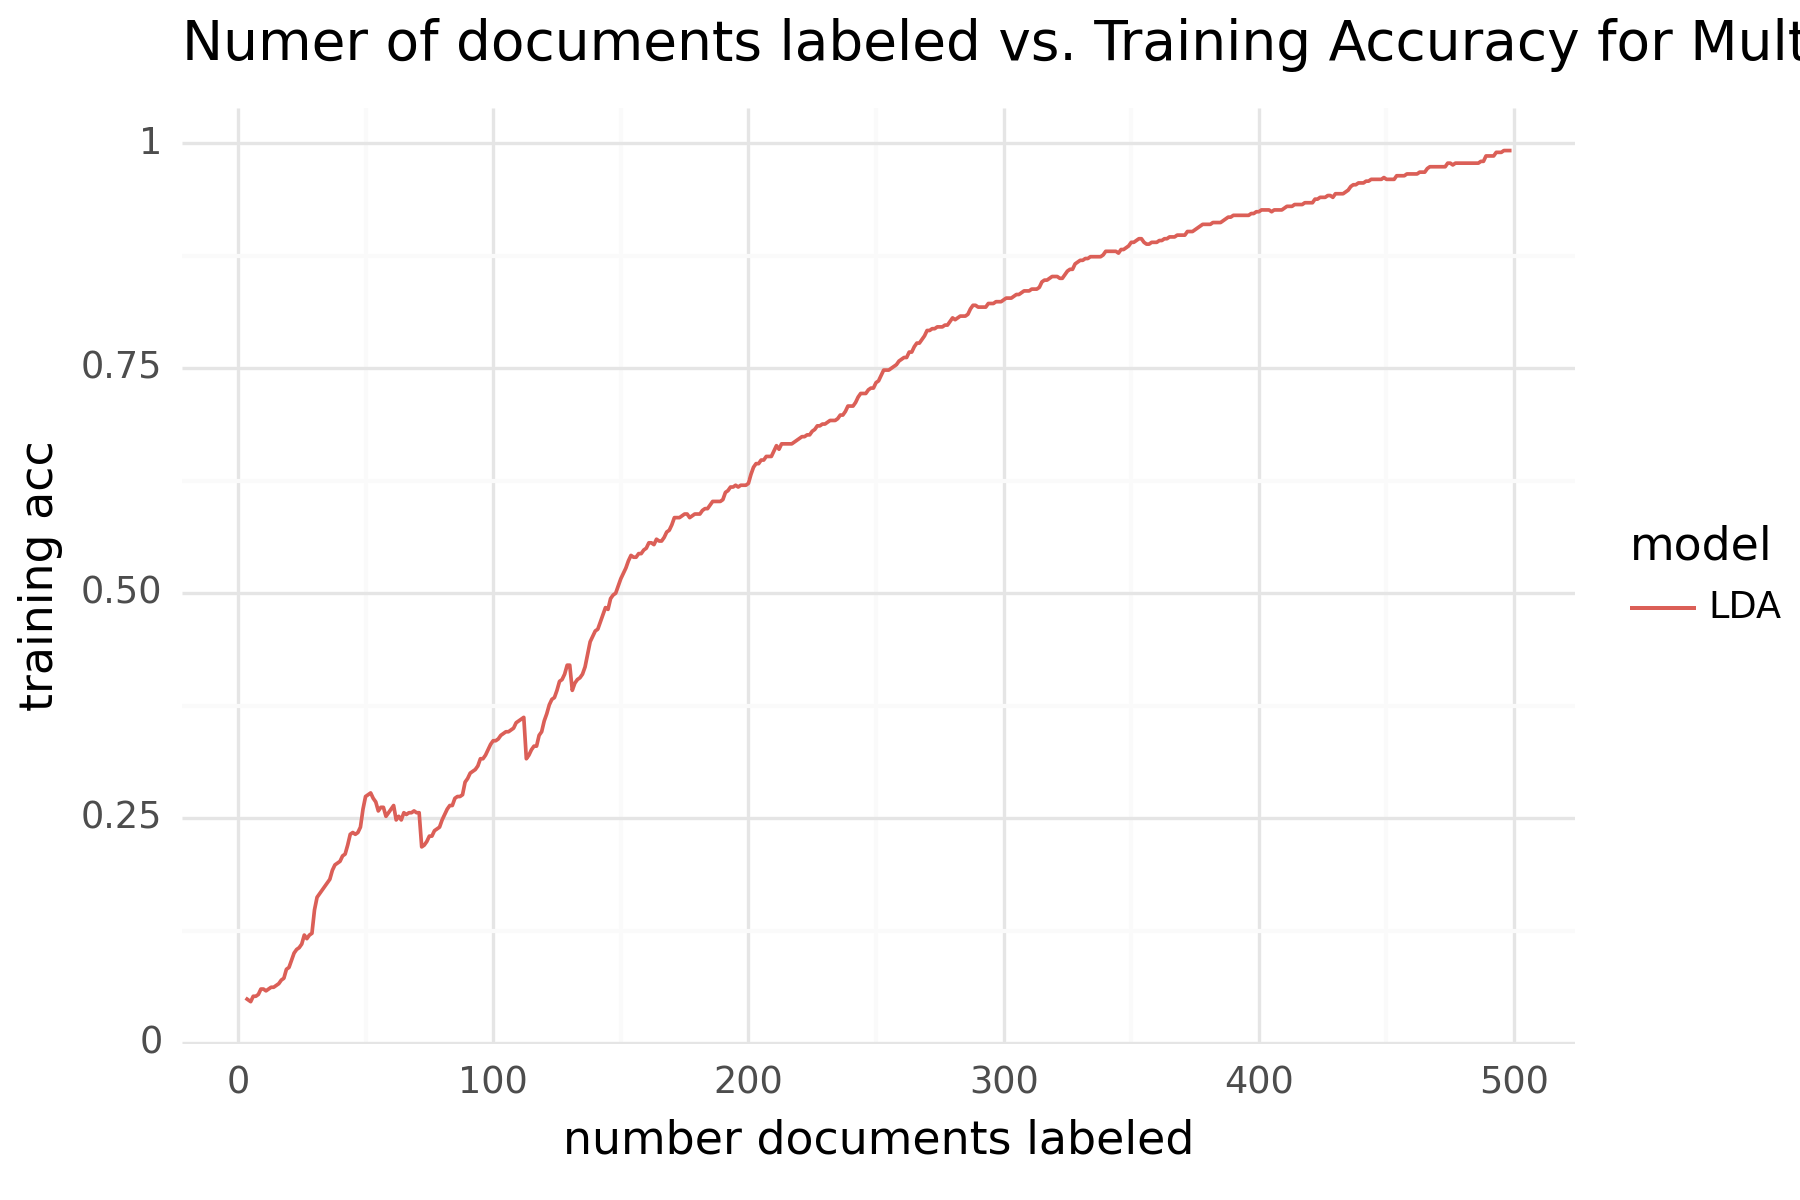 Numer of documents labeled vs. Training Accuracy for Mult
1
0.75
0.50
0.25
0
training acc
0 100 200 300 400 500
number documents labeled
model
LDA